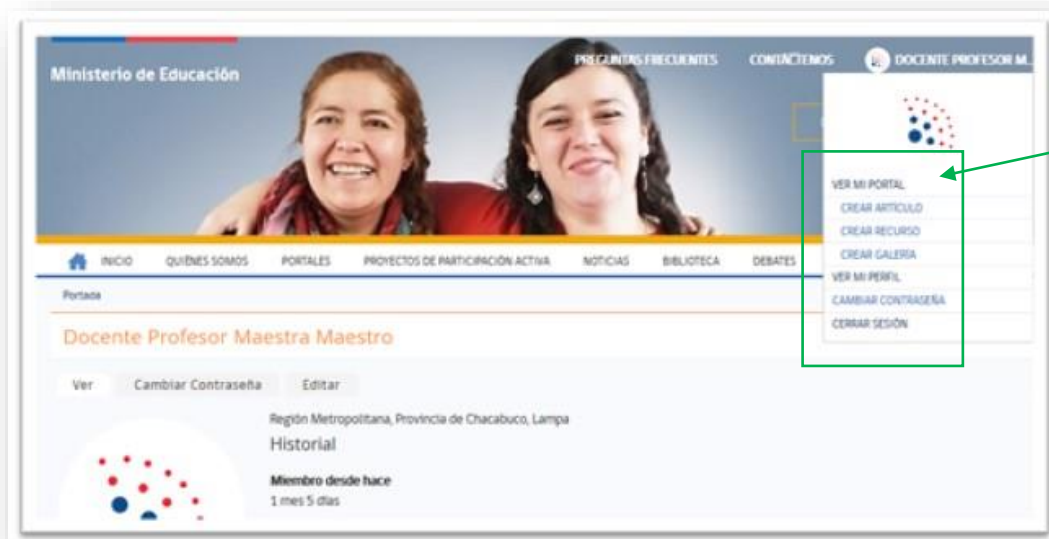 Ministerio de Educación
PREGUNTAS FRECUENTES CONTÁCTENOS DOCENTE PROFESOR M...
VER MI PORTAL
CREAR ARTÍCULO
CREAR RECURSO
CREAR GALERÍA
VER MI PERFIL
CAMBIAR CONTRASEÑA
CERRAR SESIÓN
INICIO QUIÉNES SOMOS PORTALES PROYECTOS DE PARTICIPACIÓN ACTIVA NOTICIAS BIBLIOTECA DEBATES
Portada
Docente Profesor Maestra Maestro
Ver Cambiar Contraseña Editar
Región Metropolitana, Provincia de Chacabuco, Lampa
Historial
Miembro desde hace
1 mes 5 días